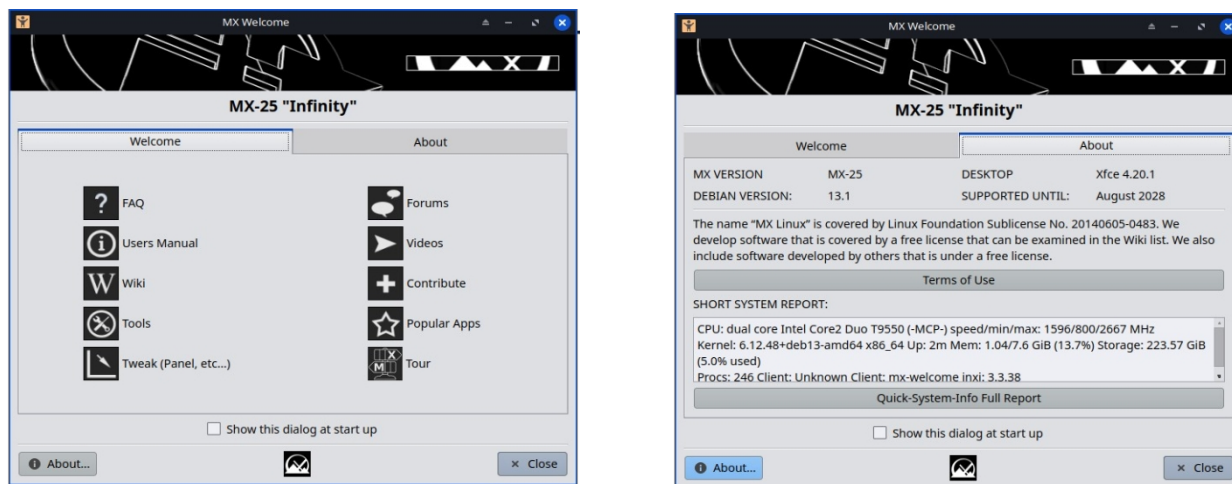 MX Welcome
MX-25 "Infinity"
Welcome
About
FAQ
Forums
Users Manual
Videos
Wiki
Contribute
Tools
Popular Apps
Tweak (Panel, etc...)
Tour
Show this dialog at start up
About...
Close
MX Welcome
MX-25 "Infinity"
Welcome
About
MX VERSION MX-25 DESKTOP Xfce 4.20.1
DEBIAN VERSION: 13.1 SUPPORTED UNTIL: August 2028
The name “MX Linux“ is covered by Linux Foundation Sublicense No. 20140605-0483. We
develop software that is covered by a free license that can be examined in the Wiki list. We also
include software developed by others that is under a free license.
Terms of Use
SHORT SYSTEM REPORT:
CPU: dual core Intel Core2 Duo T9550 (-MCP-) speed/min/max: 1596/800/2667 MHz
Kernel: 6.12.48+deb13-amd64 x86_64 Up: 2m Mem: 1.04/7.6 GiB (13.7%) Storage: 223.57 GiB
(5.0% used)
Procs: 246 Client: Unknown Client: mx-welcome inxi: 3.3.38
Quick-System-Info Full Report
Show this dialog at start up
About...
Close